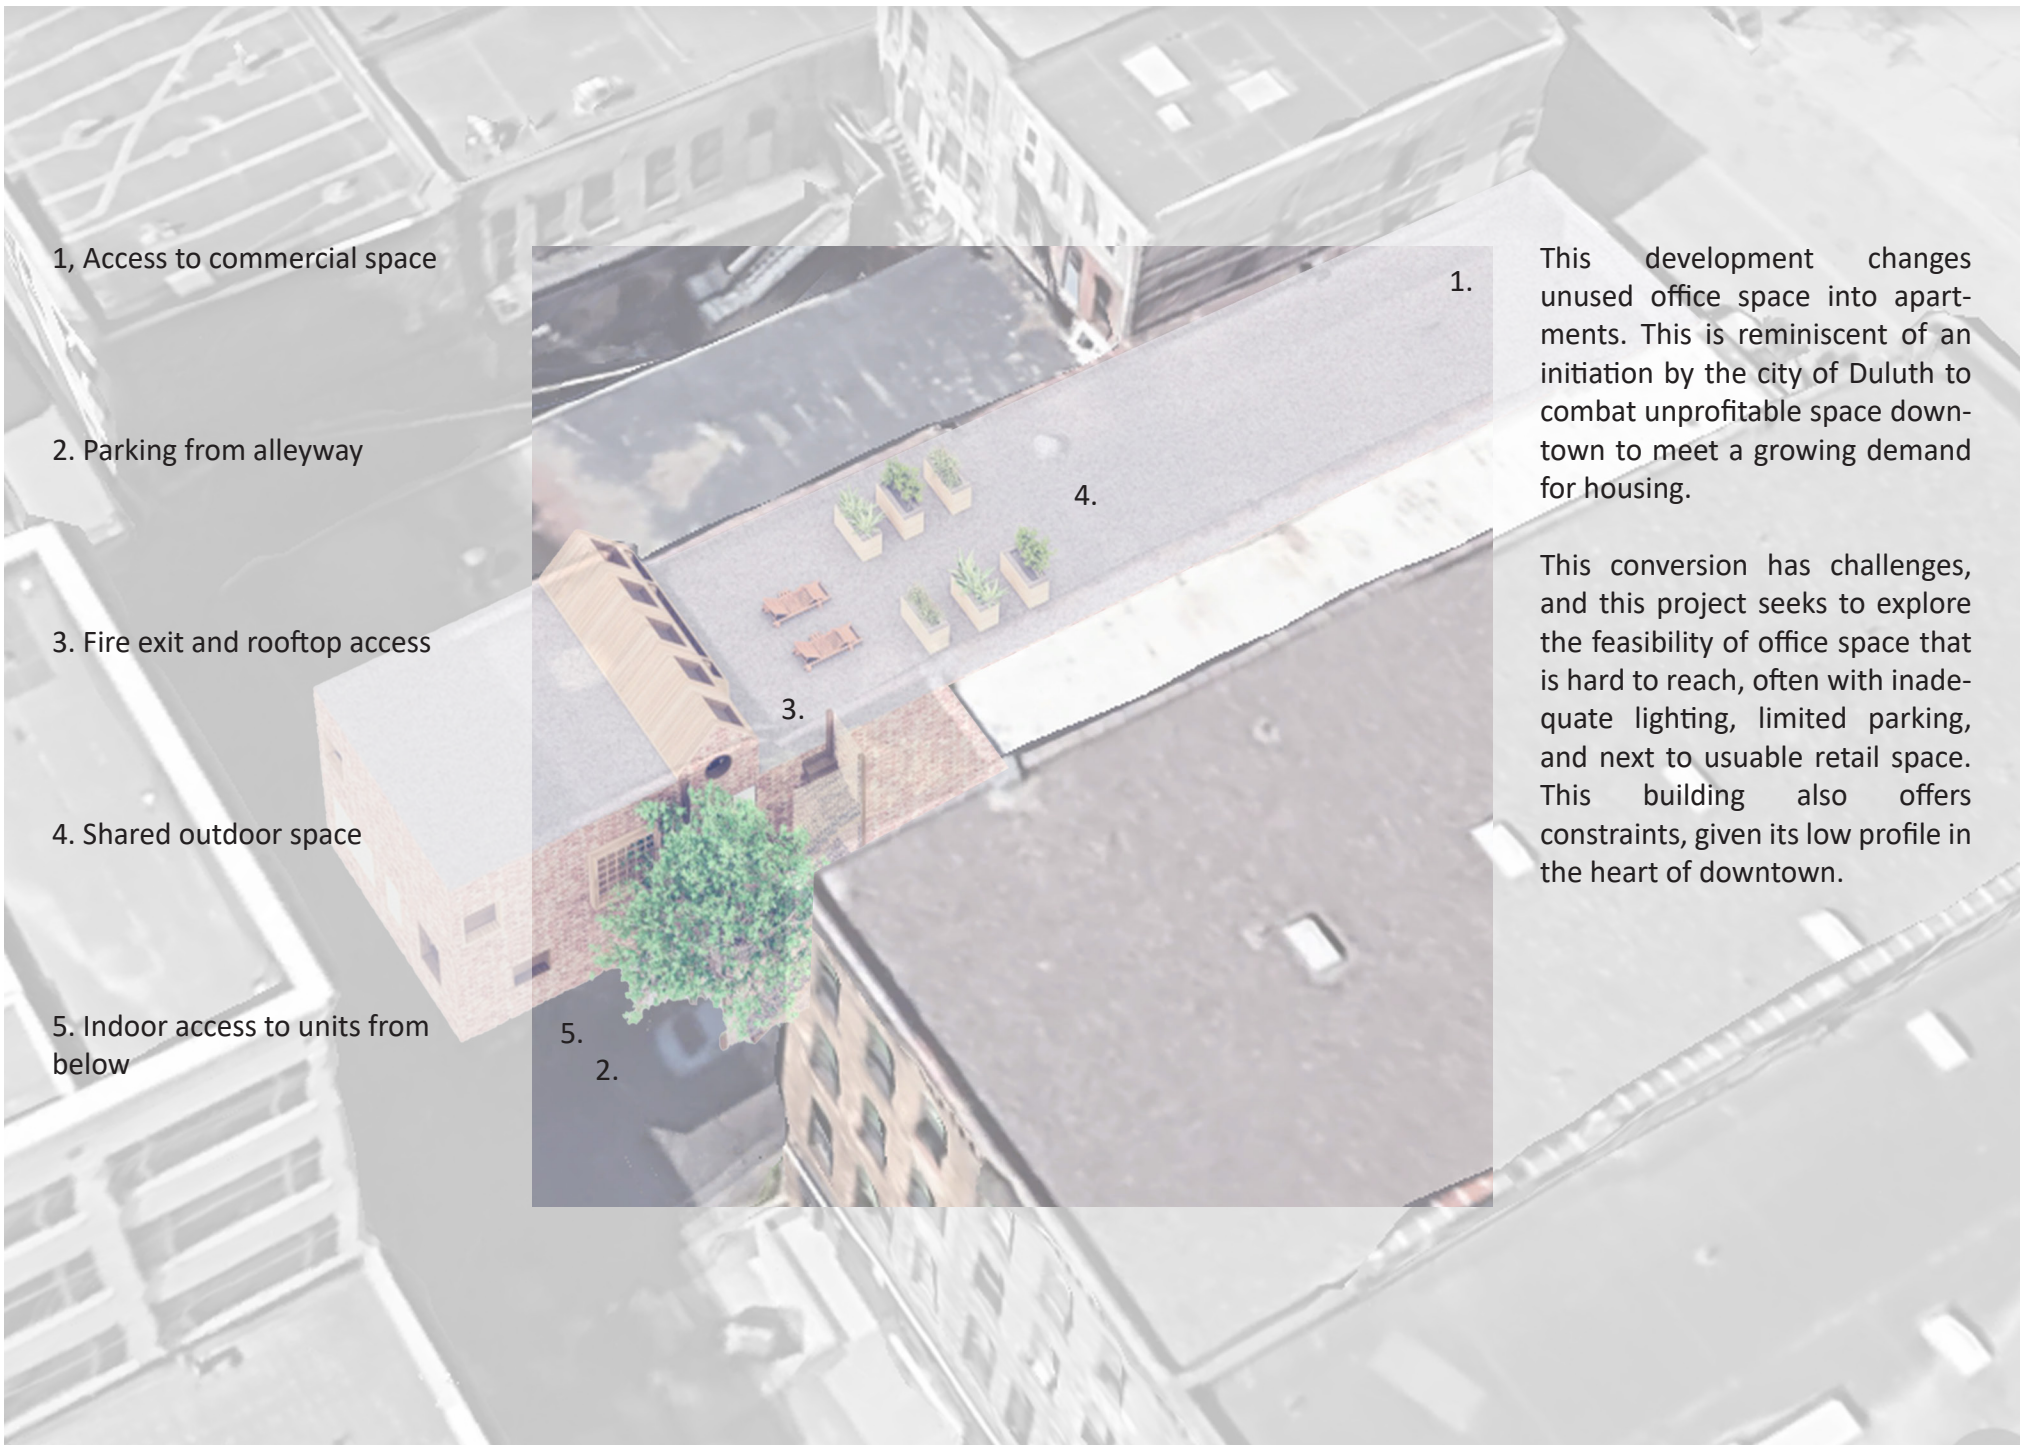 1, Access to commercial space
2. Parking from alleyway
3. Fire exit and rooftop access
4. Shared outdoor space
5. Indoor access to units from
below
1.
4.
3.
5.
2.
This development changes
unused office space into apart-
ments. This is reminiscent of an
initiation by the city of Duluth to
combat unprofitable space down-
town to meet a growing demand
for housing.
This conversion has challenges,
and this project seeks to explore
the feasibility of office space that
is hard to reach, often with inade-
quate lighting, limited parking,
and next to usuable retail space.
This building also offers
constraints, given its low profile in
the heart of downtown.